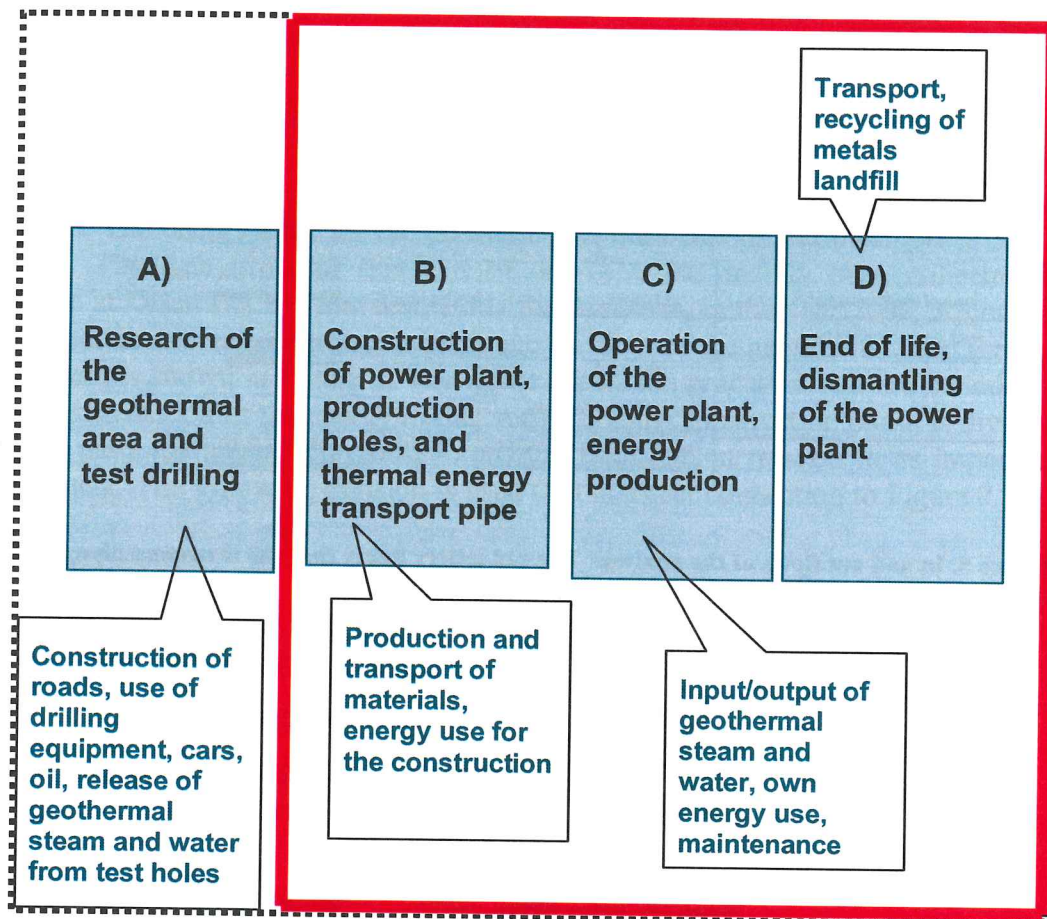 Transport,
recycling of
metals
landfill
A)
Research of
the
geothermal
area and
test drilling
B)
Construction
of power plant,
production
holes, and
thermal energy
transport pipe
C)
Operation
of the
power plant,
energy
production
D)
End of life,
dismantling
of the power
plant
Construction of
roads, use of
drilling
equipment, cars,
oil, release of
geothermal
steam and water
from test holes
Production and
transport of
materials,
energy use for
the construction
Input/output of
geothermal
steam and
water, own
energy use,
maintenance